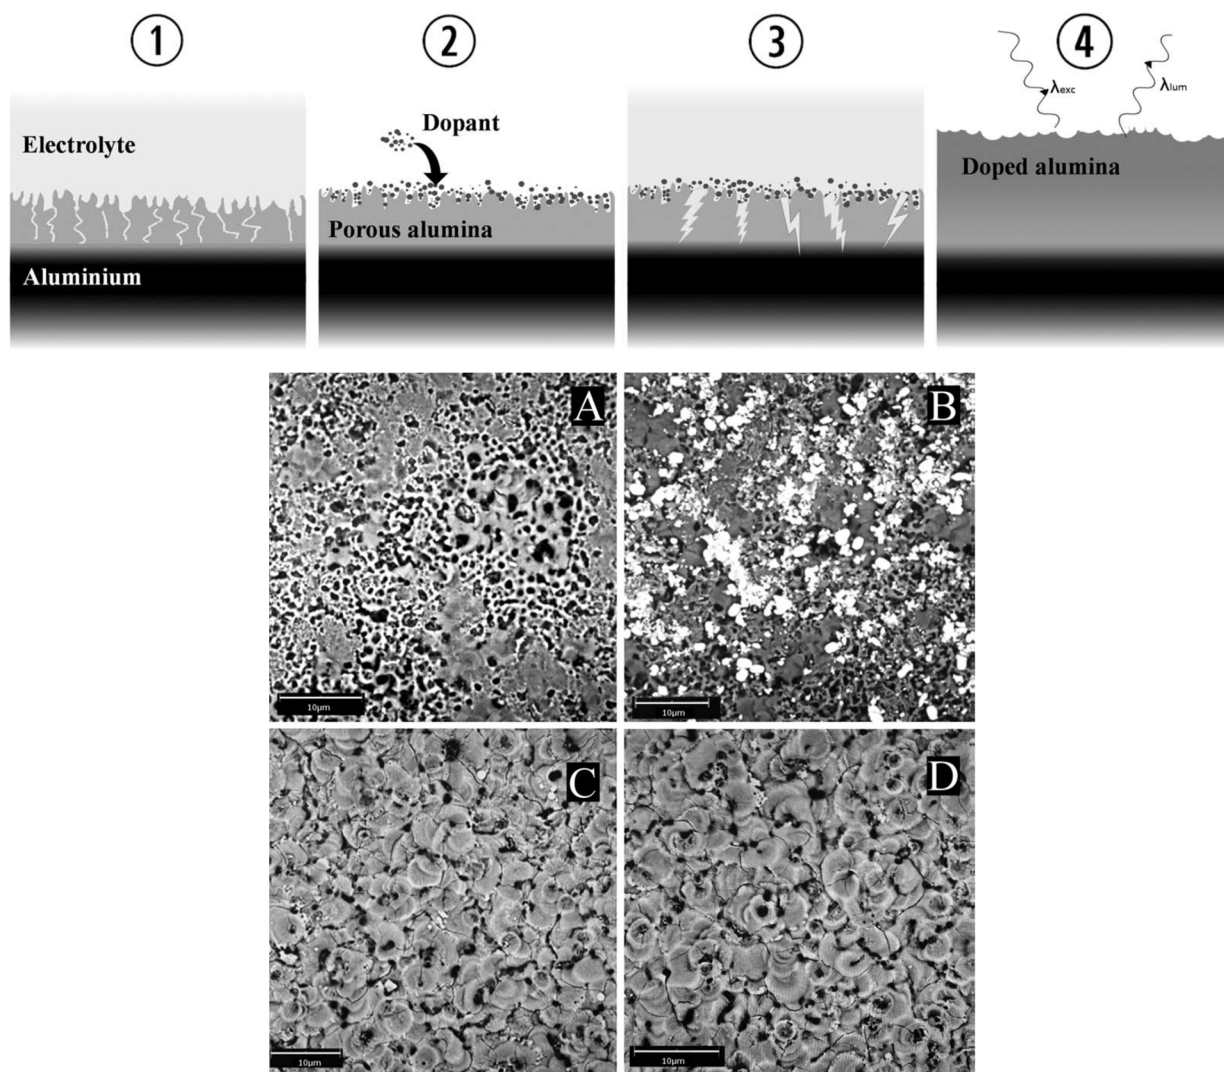 1
2
3
4
λexc
λlum
Electrolyte
Dopant
Doped alumina
Porous alumina
Aluminium
A
B
10μm
10μm
C
D
10μm
10μm